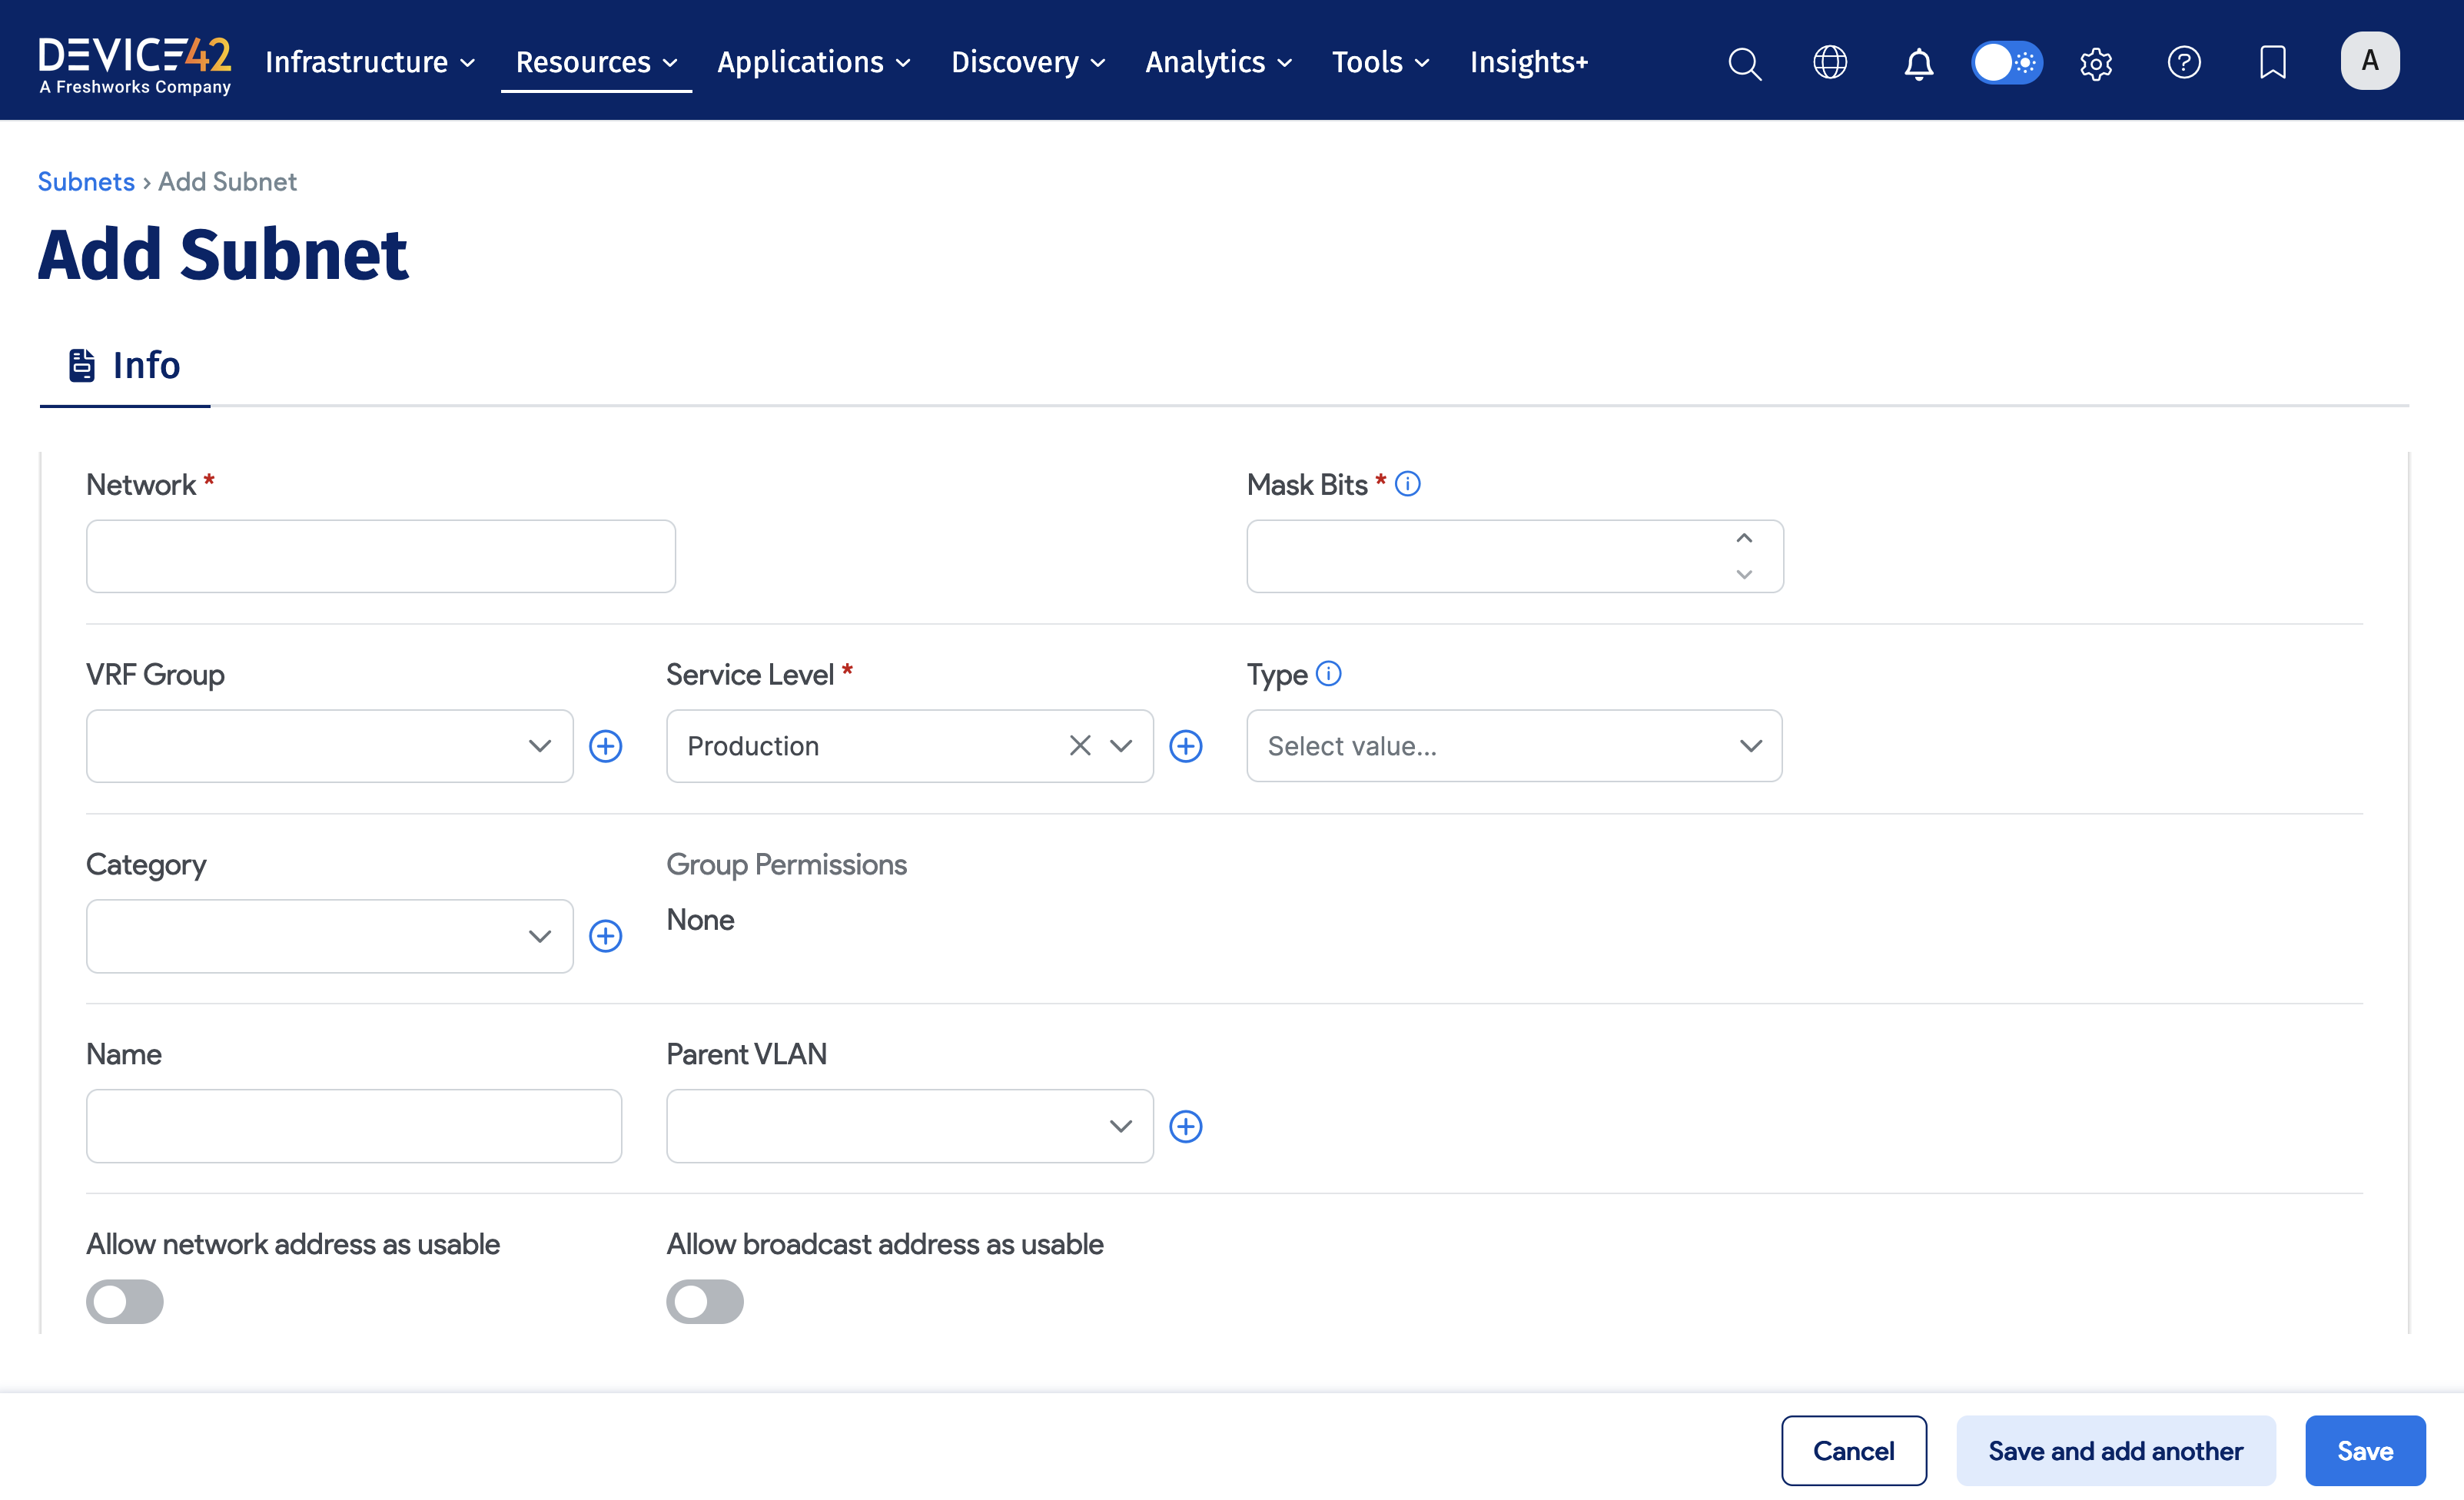 DEVICE42
A Freshworks Company
Infrastructure Resources Applications Discovery Analytics Tools Insights+
A
Subnets › Add Subnet
Add Subnet
Info
Network * Mask Bits *
VRF Group Service Level * Type
Production Select value...
Category Group Permissions
None
Name Parent VLAN
Allow network address as usable Allow broadcast address as usable
Cancel Save and add another Save